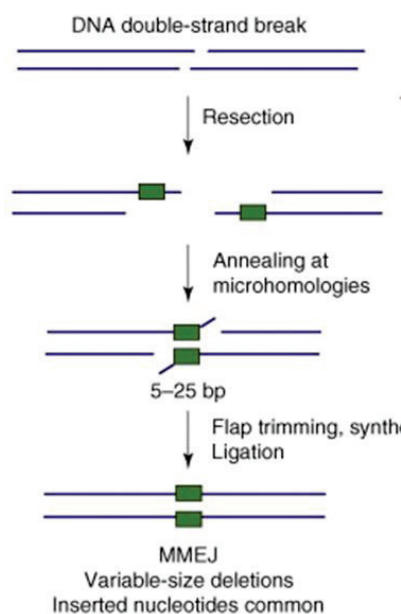 DNA double-strand break
Resection
Annealing at
microhomologies
5–25 bp
Flap trimming,
Ligation
MMEJ
Variable-size deletions
Inserted nucleotides common